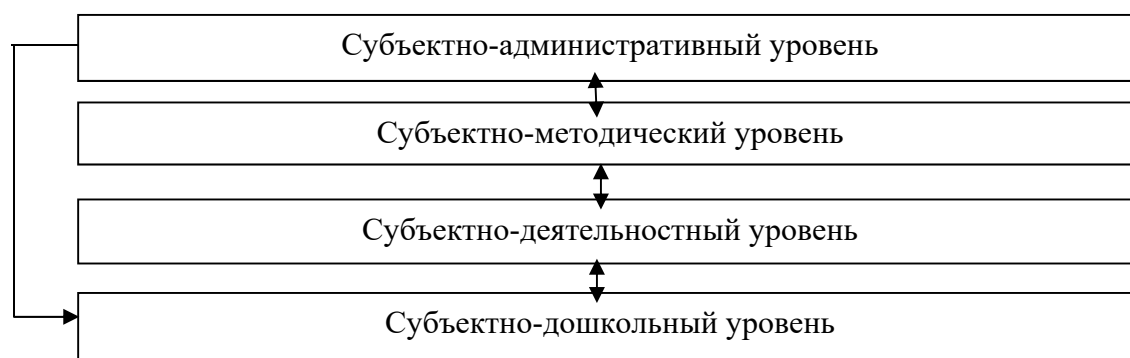 Субъектно-административный уровень
Субъектно-методический уровень
Субъектно-деятельностный уровень
Субъектно-дошкольный уровень